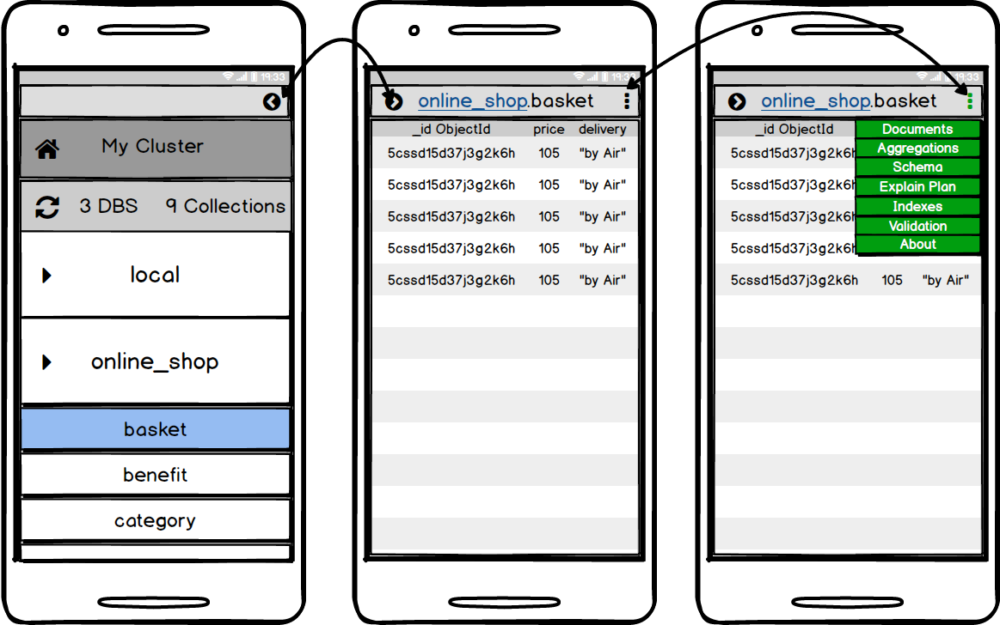 19:33
My Cluster
3 DBS 9 Collections
local
online_shop
basket
benefit
category
19:33
online_shop.basket
_id ObjectId price delivery
5cssd15d37j3g2k6h 105 "by Air"
5cssd15d37j3g2k6h 105 "by Air"
5cssd15d37j3g2k6h 105 "by Air"
5cssd15d37j3g2k6h 105 "by Air"
5cssd15d37j3g2k6h 105 "by Air"
19:33
online_shop.basket
_id ObjectId
5cssd15d37j3g2k6h
5cssd15d37j3g2k6h
5cssd15d37j3g2k6h
5cssd15d37j3g2k6h
5cssd15d37j3g2k6h 105 "by Air"
Documents
Aggregations
Schema
Explain Plan
Indexes
Validation
About